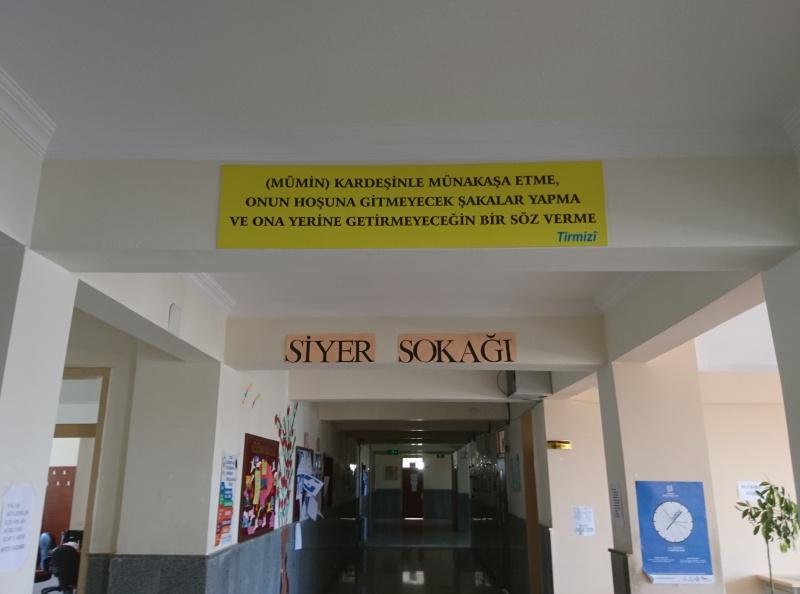 (MÜMİN) KARDEŞİNLE MÜNAKAŞA ETME,
ONUN HOŞUNA GİTMEYECEK ŞAKALAR YAPMA
VE ONA YERİNE GETİRMEYECEĞİN BİR SÖZ VERME
Tirmizî
SİYER SOKAĞI